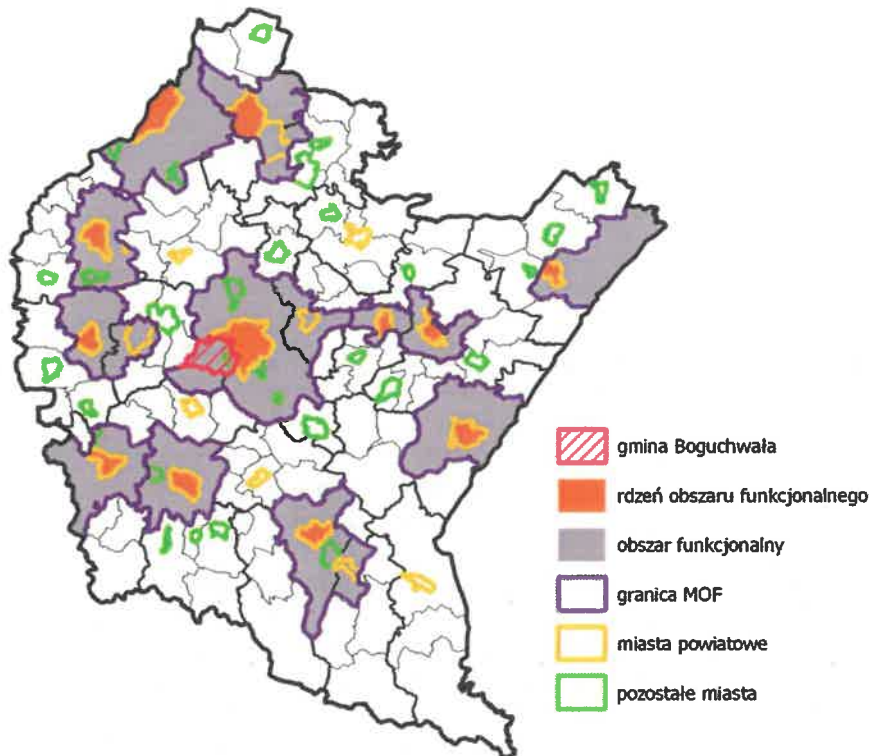 gmina Boguchwała
rdzeń obszaru funkcjonalnego
obszar funkcjonalny
granica MOF
miasta powiatowe
pozostałe miasta